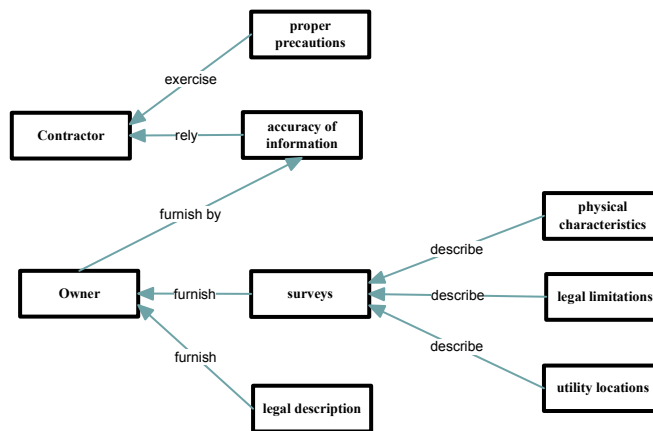 proper
precautions
exercise
Contractor
rely
accuracy of
information
furnish by
physical
characteristics
describe
Owner
furnish
surveys
describe
legal limitations
describe
furnish
utility locations
legal description